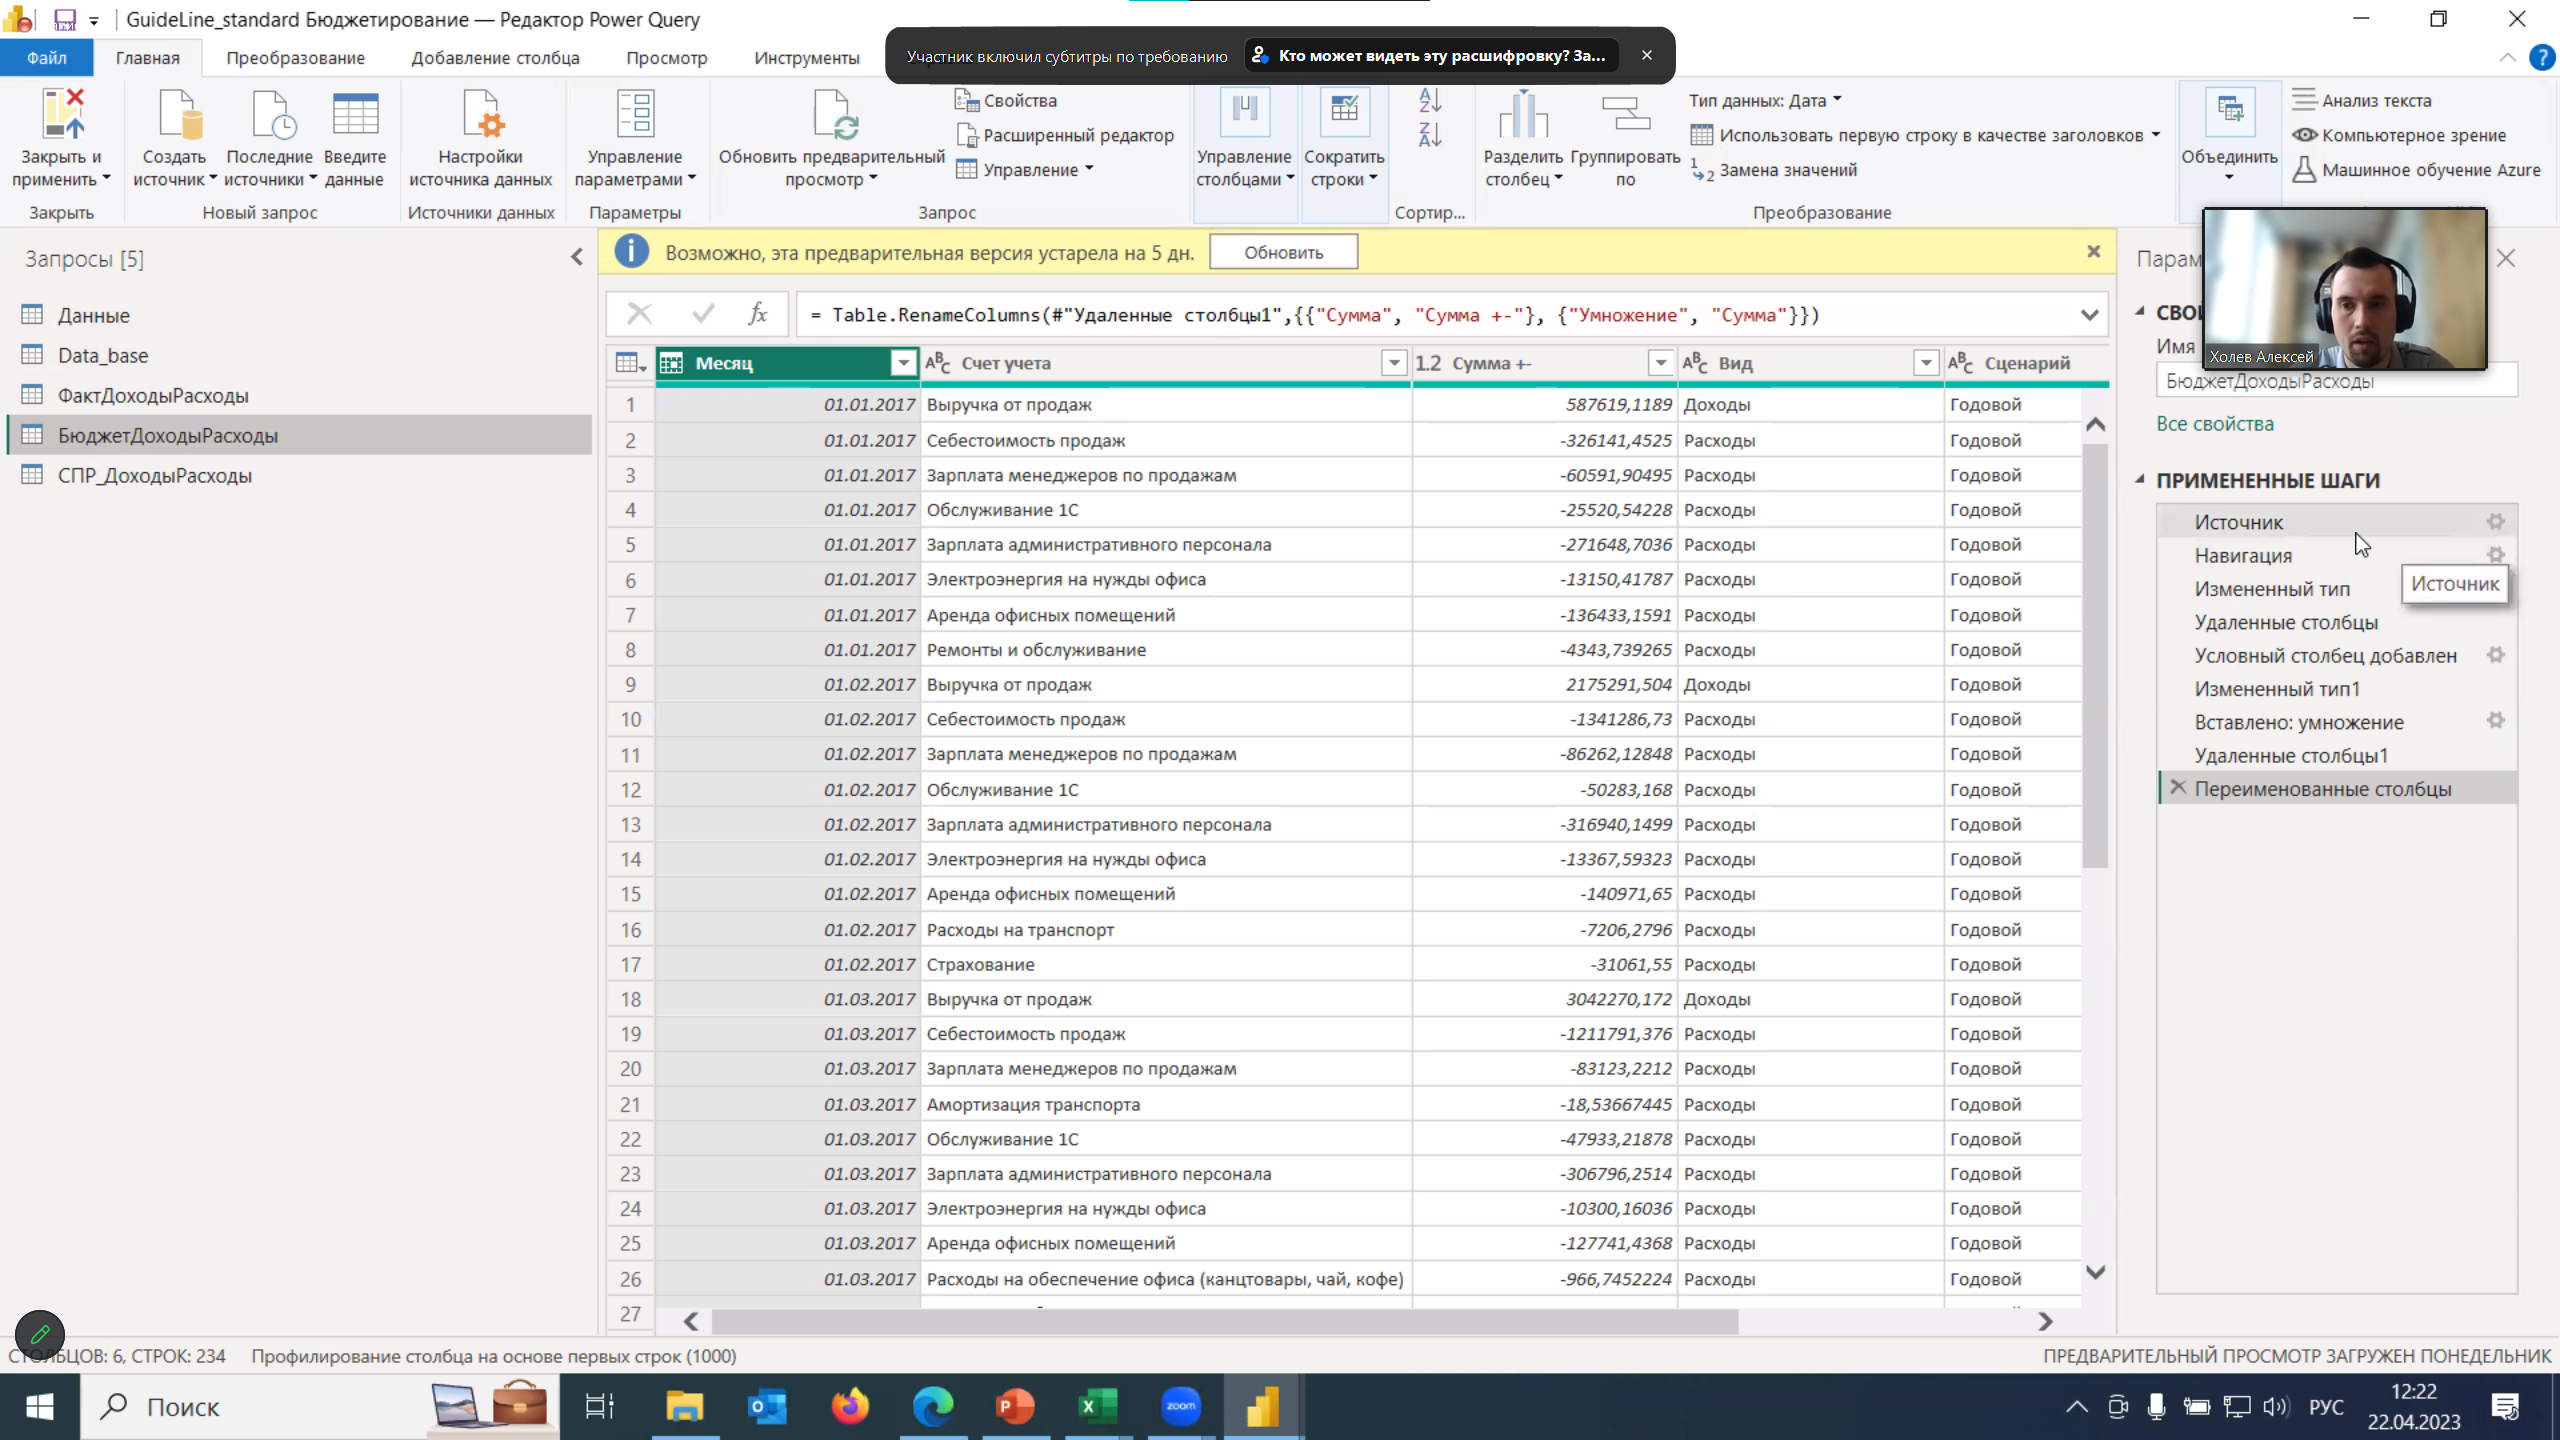 GuideLine_standard Бюджетирование — Редактор Power Query
Участник включил субтитры по требованию
Кто может видеть эту расшифровку? За...
Файл
Главная
Преобразование
Добавление столбца
Просмотр
Инструменты
Закрыть и применить
Создать источник
Последние источники
Введите данные
Настройки источника данных
Управление параметрами
Обновить предварительный просмотр
Свойства
Расширенный редактор
Управление
Управление столбцами
Сократить строки
Разделить столбец
Группировать по
Тип данных: Дата
Использовать первую строку в качестве заголовков
Замена значений
Объединить
Анализ текста
Компьютерное зрение
Машинное обучение Azure
Закрыть
Новый запрос
Источники данных
Параметры
Запрос
Сортир...
Преобразование
Запросы [5]
Данные
Data_base
ФактДоходыРасходы
БюджетДоходыРасходы
СПР_ДоходыРасходы
Возможно, эта предварительная версия устарела на 5 дн.
Обновить
= Table.RenameColumns(#"Удаленные столбцы1",{{"Сумма", "Сумма +-"}, {"Умножение", "Сумма"}})
Месяц ABC Счет учета 1.2 Сумма +- ABC Вид ABC Сценарий
1 01.01.2017 Выручка от продаж 587619,1189 Доходы Годовой
2 01.01.2017 Себестоимость продаж -326141,4525 Расходы Годовой
3 01.01.2017 Зарплата менеджеров по продажам -60591,90495 Расходы Годовой
4 01.01.2017 Обслуживание 1С -25520,54228 Расходы Годовой
5 01.01.2017 Зарплата административного персонала -271648,7036 Расходы Годовой
6 01.01.2017 Электроэнергия на нужды офиса -13150,41787 Расходы Годовой
7 01.01.2017 Аренда офисных помещений -136433,1591 Расходы Годовой
8 01.01.2017 Ремонты и обслуживание -4343,739265 Расходы Годовой
9 01.02.2017 Выручка от продаж 2175291,504 Доходы Годовой
10 01.02.2017 Себестоимость продаж -1341286,73 Расходы Годовой
11 01.02.2017 Зарплата менеджеров по продажам -86262,12848 Расходы Годовой
12 01.02.2017 Обслуживание 1С -50283,168 Расходы Годовой
13 01.02.2017 Зарплата административного персонала -316940,1499 Расходы Годовой
14 01.02.2017 Электроэнергия на нужды офиса -13367,59323 Расходы Годовой
15 01.02.2017 Аренда офисных помещений -140971,65 Расходы Годовой
16 01.02.2017 Расходы на транспорт -7206,2796 Расходы Годовой
17 01.02.2017 Страхование -31061,55 Расходы Годовой
18 01.03.2017 Выручка от продаж 3042270,172 Доходы Годовой
19 01.03.2017 Себестоимость продаж -1211791,376 Расходы Годовой
20 01.03.2017 Зарплата менеджеров по продажам -83123,2212 Расходы Годовой
21 01.03.2017 Амортизация транспорта -18,53667445 Расходы Годовой
22 01.03.2017 Обслуживание 1С -47933,21878 Расходы Годовой
23 01.03.2017 Зарплата административного персонала -306796,2514 Расходы Годовой
24 01.03.2017 Электроэнергия на нужды офиса -10300,16036 Расходы Годовой
25 01.03.2017 Аренда офисных помещений -127741,4368 Расходы Годовой
26 01.03.2017 Расходы на обеспечение офиса (канцтовары, чай, кофе) -966,7452224 Расходы Годовой
27
Парам
СВОЙ
Имя
Холев Алексей
БюджетДоходыРасходы
Все свойства
ПРИМЕНЕННЫЕ ШАГИ
Источник
Навигация
Измененный тип
Источник
Удаленные столбцы
Условный столбец добавлен
Измененный тип1
Вставлено: умножение
Удаленные столбцы1
Переименованные столбцы
СТОЛБЦОВ: 6, СТРОК: 234
Профилирование столбца на основе первых строк (1000)
ПРЕДВАРИТЕЛЬНЫЙ ПРОСМОТР ЗАГРУЖЕН ПОНЕДЕЛЬНИК
Поиск
zoom
РУС
12:22
22.04.2023